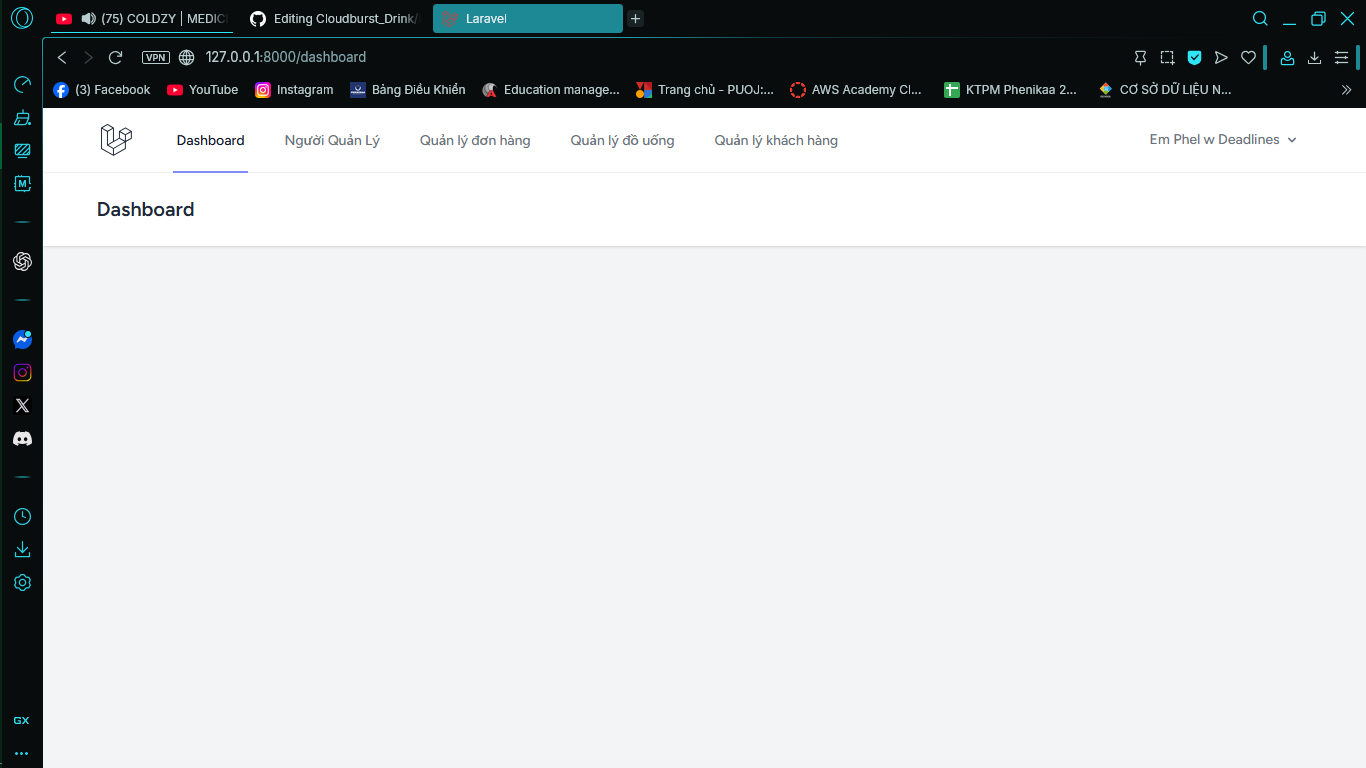 (75) COLDZY | MEDIC
Editing Cloudburst_Drink/
Laravel
VPN
127.0.0.1:8000/dashboard
(3) Facebook
YouTube
Instagram
Bảng Điều Khiển
Education manage...
Trang chủ - PUOJ:...
AWS Academy Cl...
KTPM Phenikaa 2...
CƠ SỞ DỮ LIỆU N...
M
Dashboard
Người Quản Lý
Quản lý đơn hàng
Quản lý đồ uống
Quản lý khách hàng
Em Phel w Deadlines
Dashboard
GX